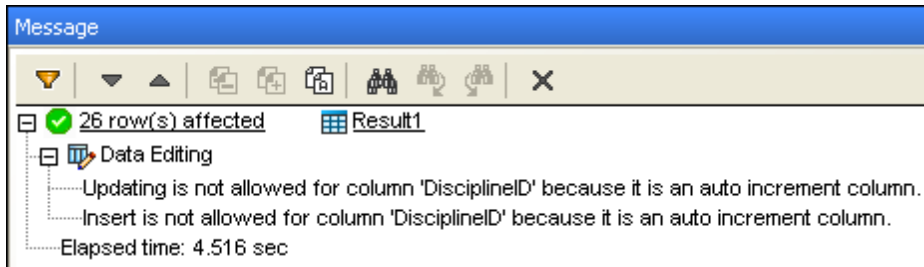 Message
26 row(s) affected Result1
Data Editing
Updating is not allowed for column 'DisciplineID' because it is an auto increment column.
Insert is not allowed for column 'DisciplineID' because it is an auto increment column.
Elapsed time: 4.516 sec